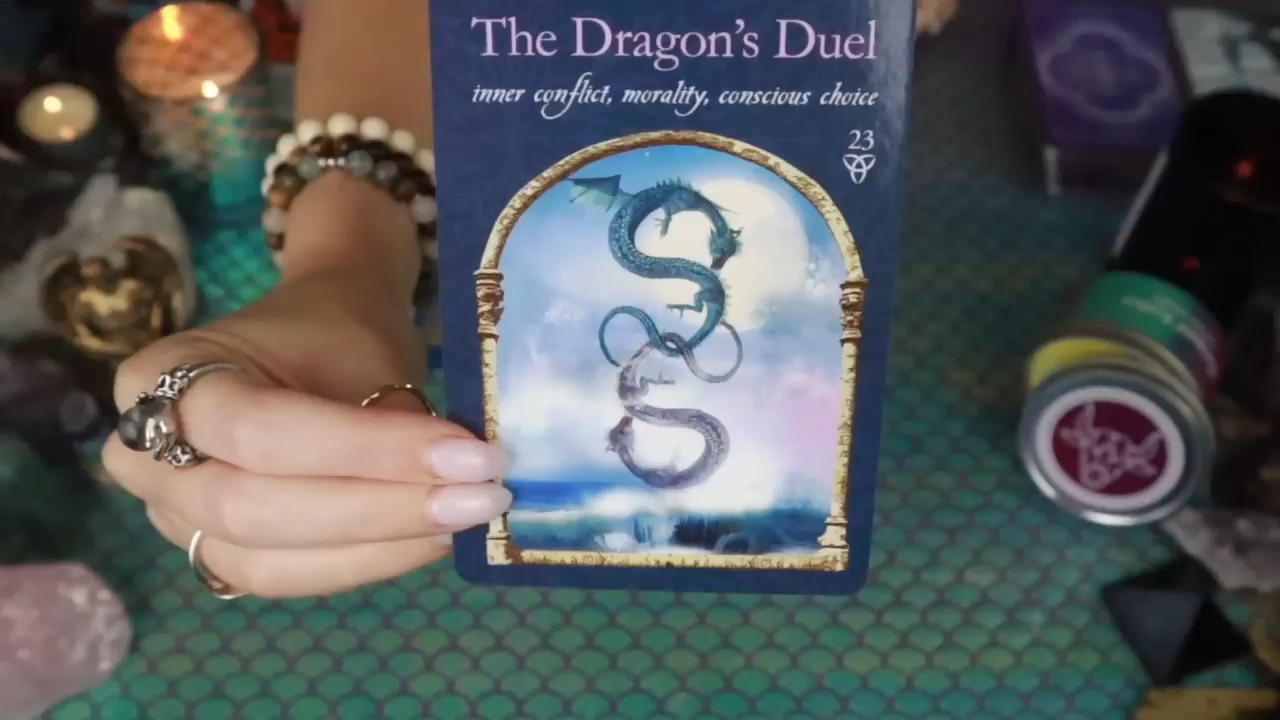 The Dragon's Duel
inner conflict, morality, conscious choice
23